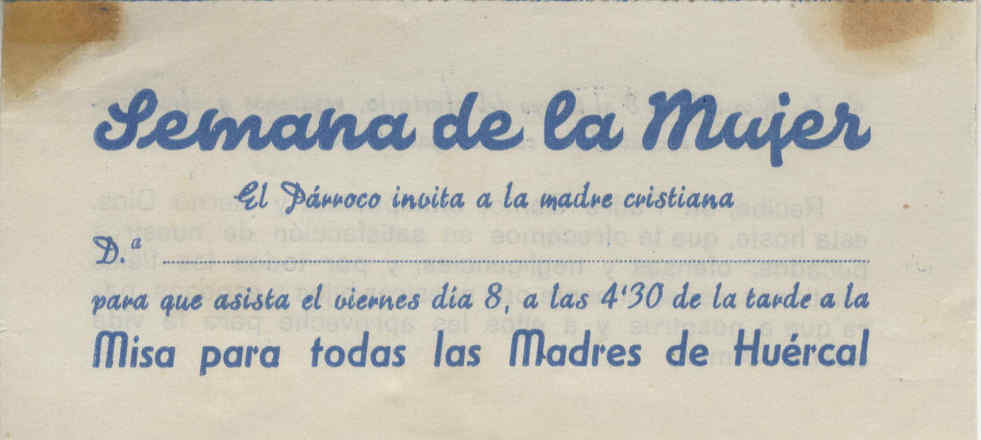 Semana de la Mujer
El Párroco invita a la madre cristiana
D.ª
para que asista el viernes día 8, a las 4'30 de la tarde a la
Misa para todas las Madres de Huércal